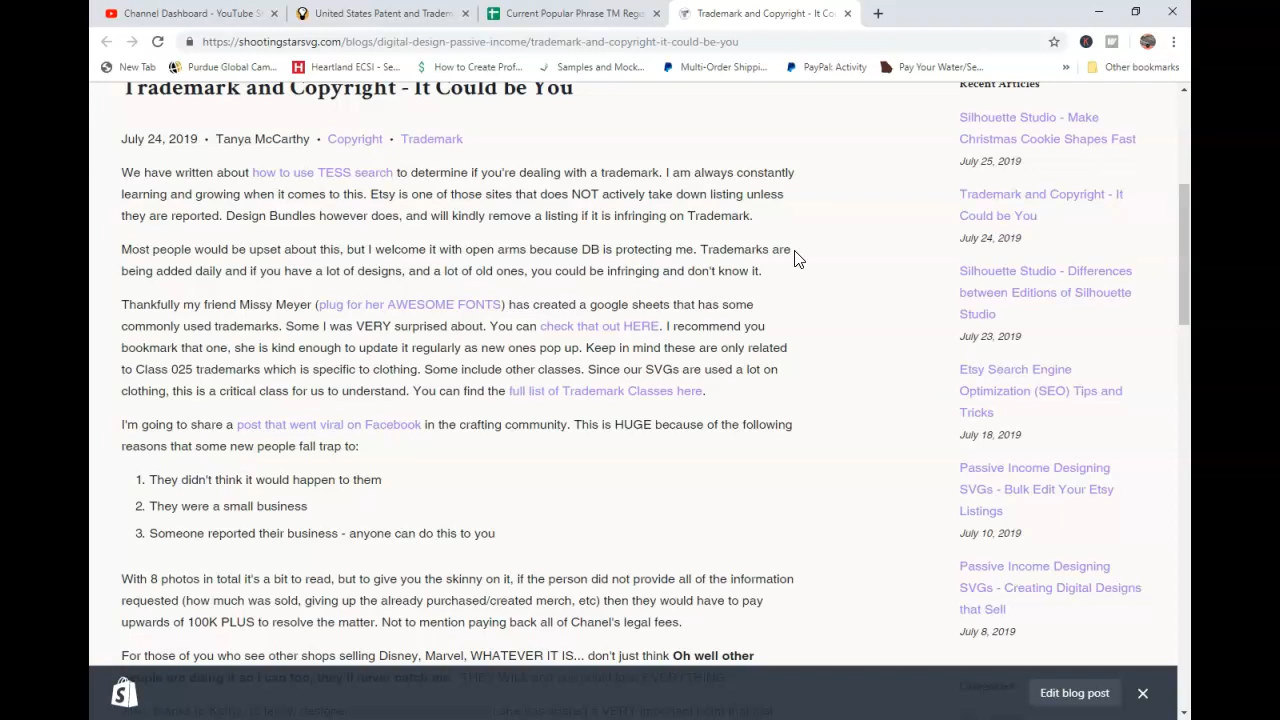 Channel Dashboard - YouTube St
United States Patent and Tradem
Current Popular Phrase TM Regi
Trademark and Copyright - It Co
https://shootingstarsvg.com/blogs/digital-design-passive-income/trademark-and-copyright-it-could-be-you
New Tab
Purdue Global Cam...
Heartland ECSI - Se...
How to Create Prof...
Samples and Mock...
Multi-Order Shippi...
PayPal: Activity
Pay Your Water/Se...
»
Other bookmarks
Trademark and Copyright - It Could be You
July 24, 2019 • Tanya McCarthy • Copyright • Trademark
We have written about how to use TESS search to determine if you're dealing with a trademark. I am always constantly
learning and growing when it comes to this. Etsy is one of those sites that does NOT actively take down listing unless
they are reported. Design Bundles however does, and will kindly remove a listing if it is infringing on Trademark.
Most people would be upset about this, but I welcome it with open arms because DB is protecting me. Trademarks are
being added daily and if you have a lot of designs, and a lot of old ones, you could be infringing and don't know it.
Thankfully my friend Missy Meyer (plug for her AWESOME FONTS) has created a google sheets that has some
commonly used trademarks. Some I was VERY surprised about. You can check that out HERE. I recommend you
bookmark that one, she is kind enough to update it regularly as new ones pop up. Keep in mind these are only related
to Class 025 trademarks which is specific to clothing. Some include other classes. Since our SVGs are used a lot on
clothing, this is a critical class for us to understand. You can find the full list of Trademark Classes here.
I'm going to share a post that went viral on Facebook in the crafting community. This is HUGE because of the following
reasons that some new people fall trap to:
1. They didn't think it would happen to them
2. They were a small business
3. Someone reported their business - anyone can do this to you
With 8 photos in total it's a bit to read, but to give you the skinny on it, if the person did not provide all of the information
requested (how much was sold, giving up the already purchased/created merch, etc) then they would have to pay
upwards of 100K PLUS to resolve the matter. Not to mention paying back all of Chanel's legal fees.
For those of you who see other shops selling Disney, Marvel, WHATEVER IT IS... don't just think Oh well other
people are doing it so I can too, they'll never catch me.
Recent Articles
Silhouette Studio - Make
Christmas Cookie Shapes Fast
July 25, 2019
Trademark and Copyright - It
Could be You
July 24, 2019
Silhouette Studio - Differences
between Editions of Silhouette
Studio
July 23, 2019
Etsy Search Engine
Optimization (SEO) Tips and
Tricks
July 18, 2019
Passive Income Designing
SVGs - Bulk Edit Your Etsy
Listings
July 10, 2019
Passive Income Designing
SVGs - Creating Digital Designs
that Sell
July 8, 2019
Categories
Edit blog post